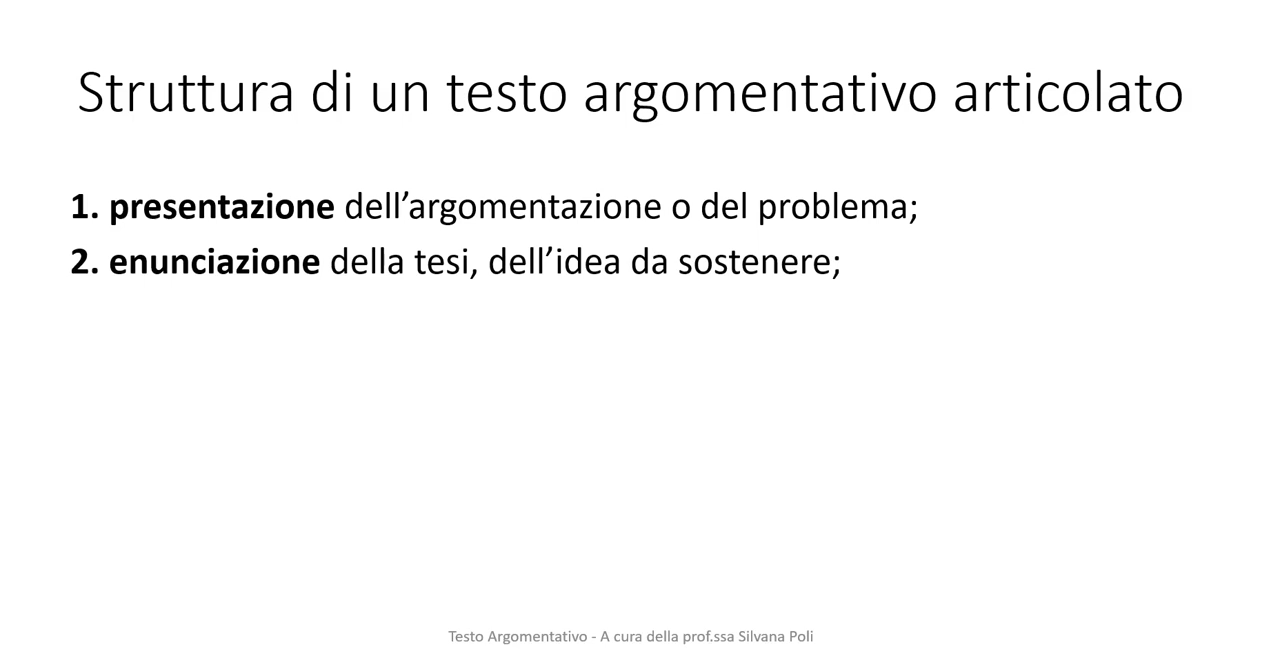 Struttura di un testo argomentativo articolato
1. presentazione dell’argomentazione o del problema;
2. enunciazione della tesi, dell’idea da sostenere;
Testo Argomentativo - A cura della prof.ssa Silvana Poli